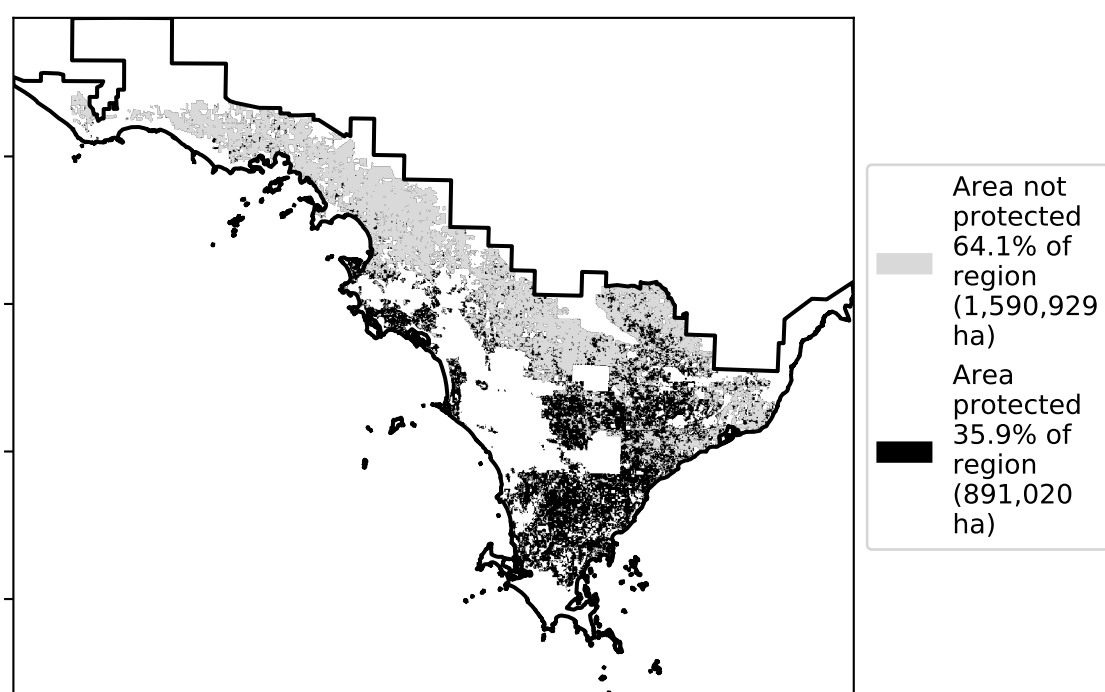 Area not
protected
64.1% of
region
(1,590,929
ha)
Area
protected
35.9% of
region
(891,020
ha)